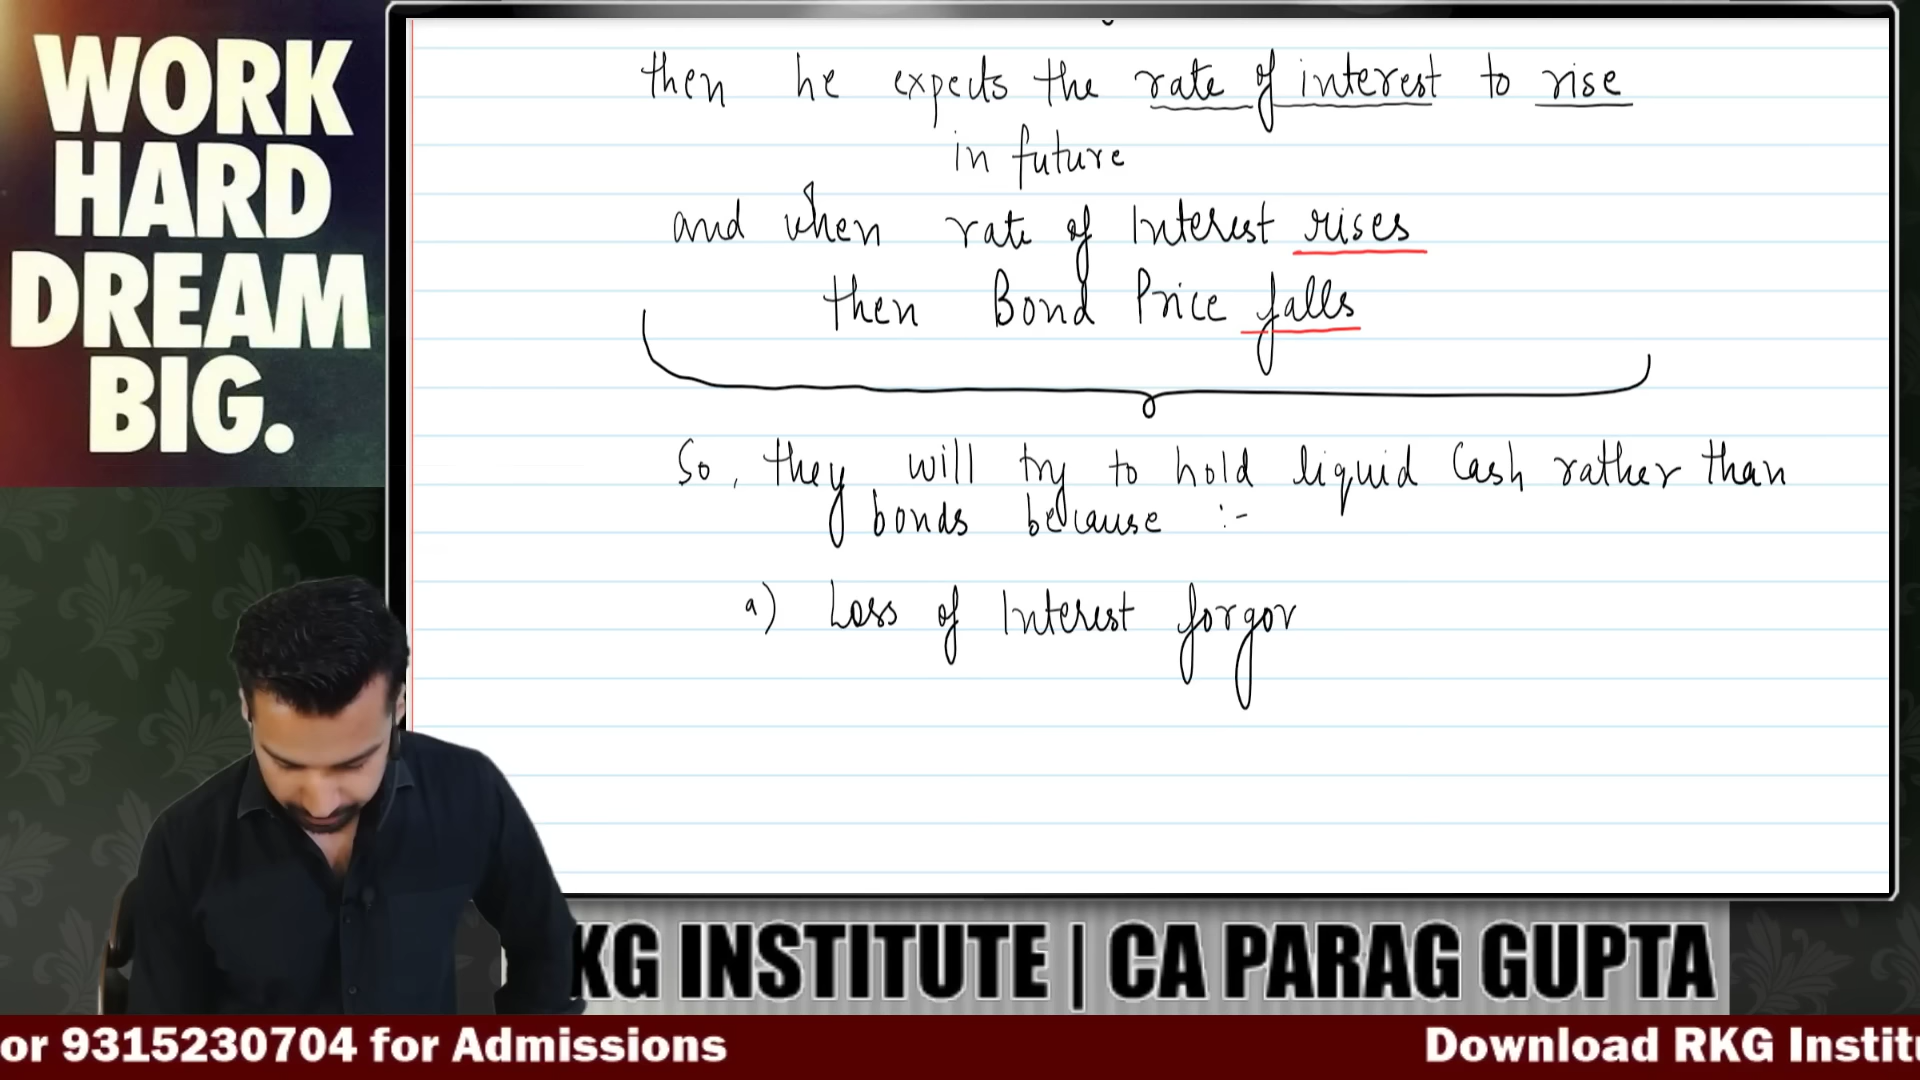 WORK
HARD
DREAM
BIG.
then he expects the rate of interest to rise
in future
and when rate of Interest rises
then Bond Price falls
So, they will try to hold liquid Cash rather than
bonds because :-
a) Loss of Interest forgov
KG INSTITUTE | CA PARAG GUPTA
or 9315230704 for Admissions
Download RKG Instit